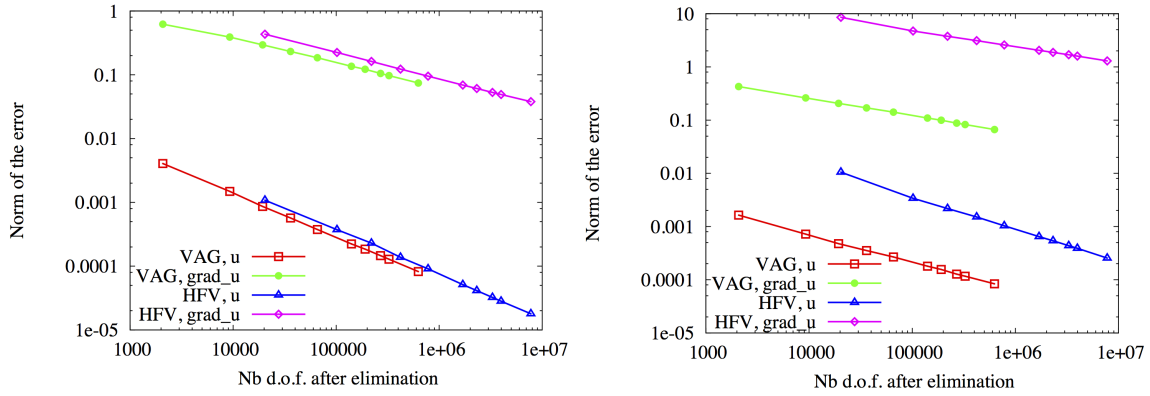 1
0.1
0.01
0.001
0.0001
1e-05
Norm of the error
VAG, u
VAG, grad_u
HFV, u
HFV, grad_u
1000
10000
100000
1e+06
1e+07
Nb d.o.f. after elimination
10
1
0.1
0.01
0.001
0.0001
1e-05
Norm of the error
VAG, u
VAG, grad_u
HFV, u
HFV, grad_u
1000
10000
100000
1e+06
1e+07
Nb d.o.f. after elimination